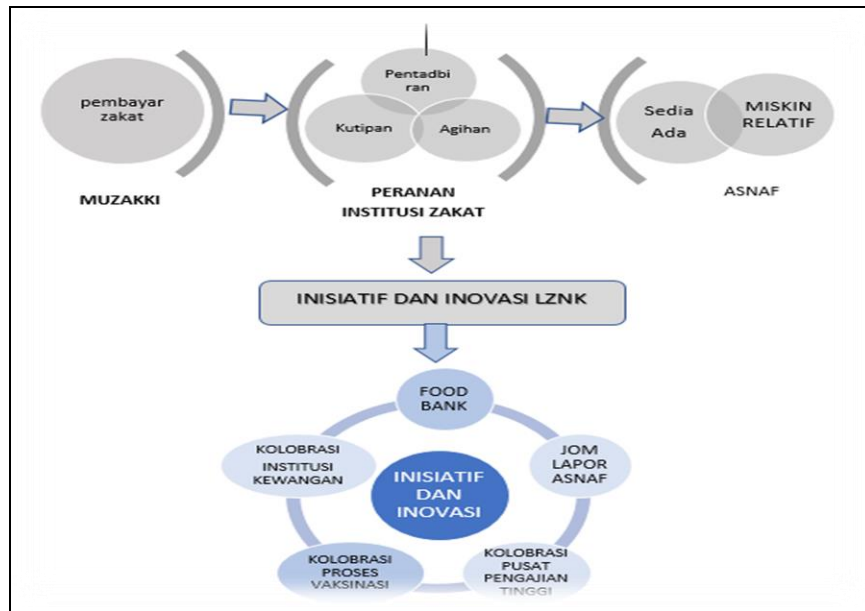 pembayar
zakat
MUZAKKI
Pentadbi
ran
Kutipan
Agihan
PERANAN
INSTITUSI ZAKAT
Sedia
Ada
MISKIN
RELATIF
ASNAF
INISIATIF DAN INOVASI LZNK
FOOD
BANK
KOLOBRASI
INSTITUSI
KEWANGAN
JOM
LAPOR
ASNAF
INISIATIF
DAN
INOVASI
KOLOBRASI
PROSES
VAKSINASI
KOLOBRASI
PUSAT
PENGAJIAN
TINGGI